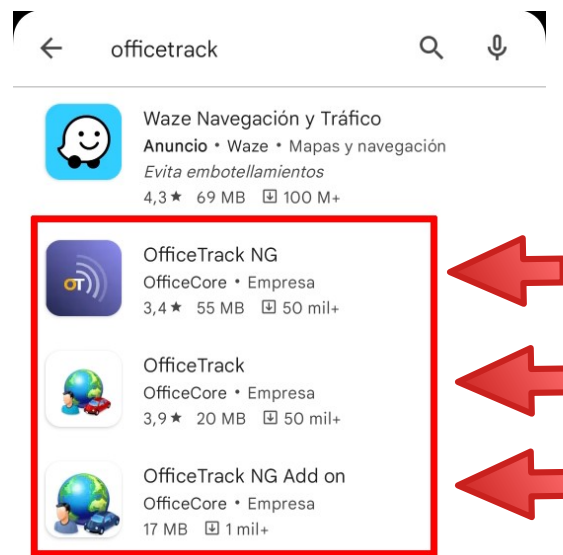 officetrack
Waze Navegación y Tráfico
Anuncio • Waze • Mapas y navegación
Evita embotellamientos
4,3★ 69 MB 100 M+
OfficeTrack NG
OfficeCore • Empresa
3,4★ 55 MB 50 mil+
OT
OfficeTrack
OfficeCore • Empresa
3,9★ 20 MB 50 mil+
OfficeTrack NG Add on
OfficeCore • Empresa
17 MB 1 mil+